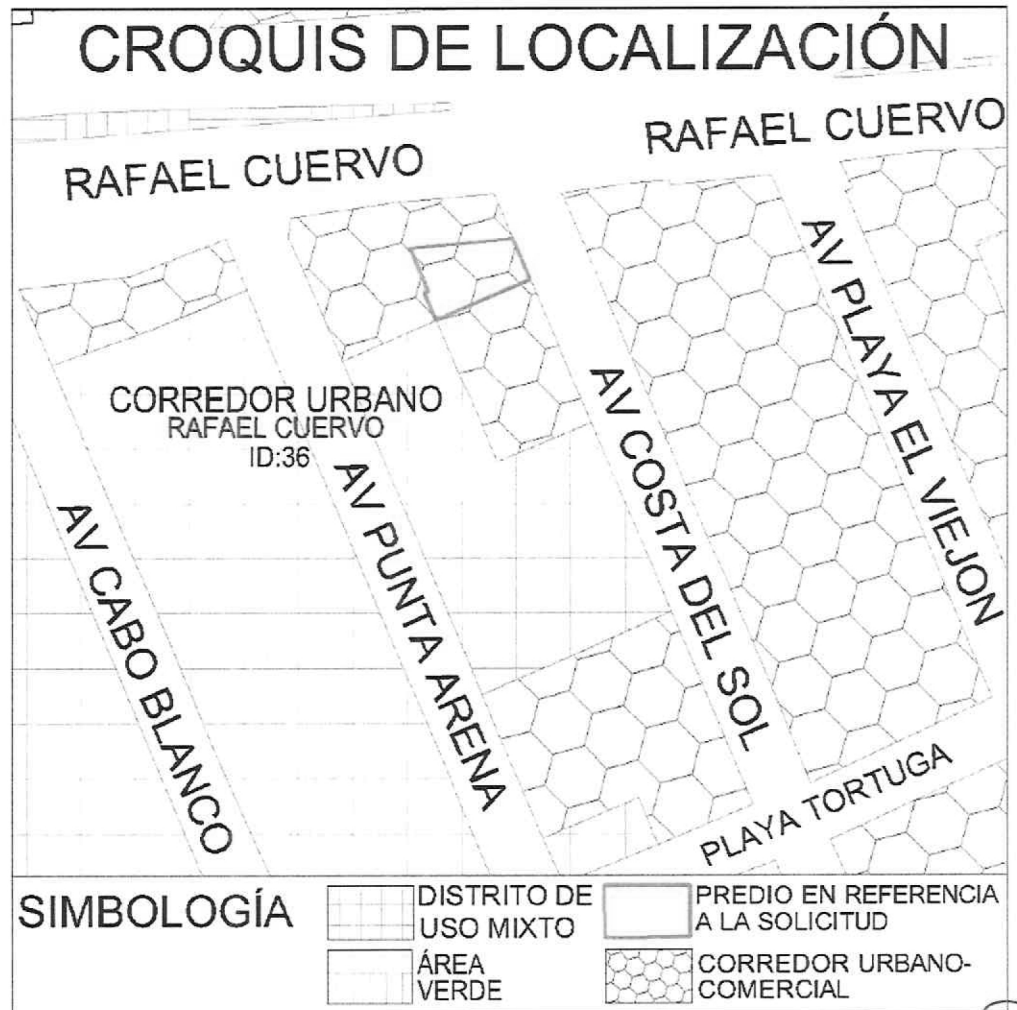 CROQUIS DE LOCALIZACIÓN
RAFAEL CUERVO
RAFAEL CUERVO
AV PLAYA EL VIEJON
CORREDOR URBANO
RAFAEL CUERVO
ID:36
AV COSTA DEL SOL
AV PUNTA ARENA
AV CABO BLANCO
PLAYA TORTUGA
SIMBOLOGÍA
DISTRITO DE
USO MIXTO
PREDIO EN REFERENCIA
A LA SOLICITUD
ÁREA
VERDE
CORREDOR URBANO-
COMERCIAL